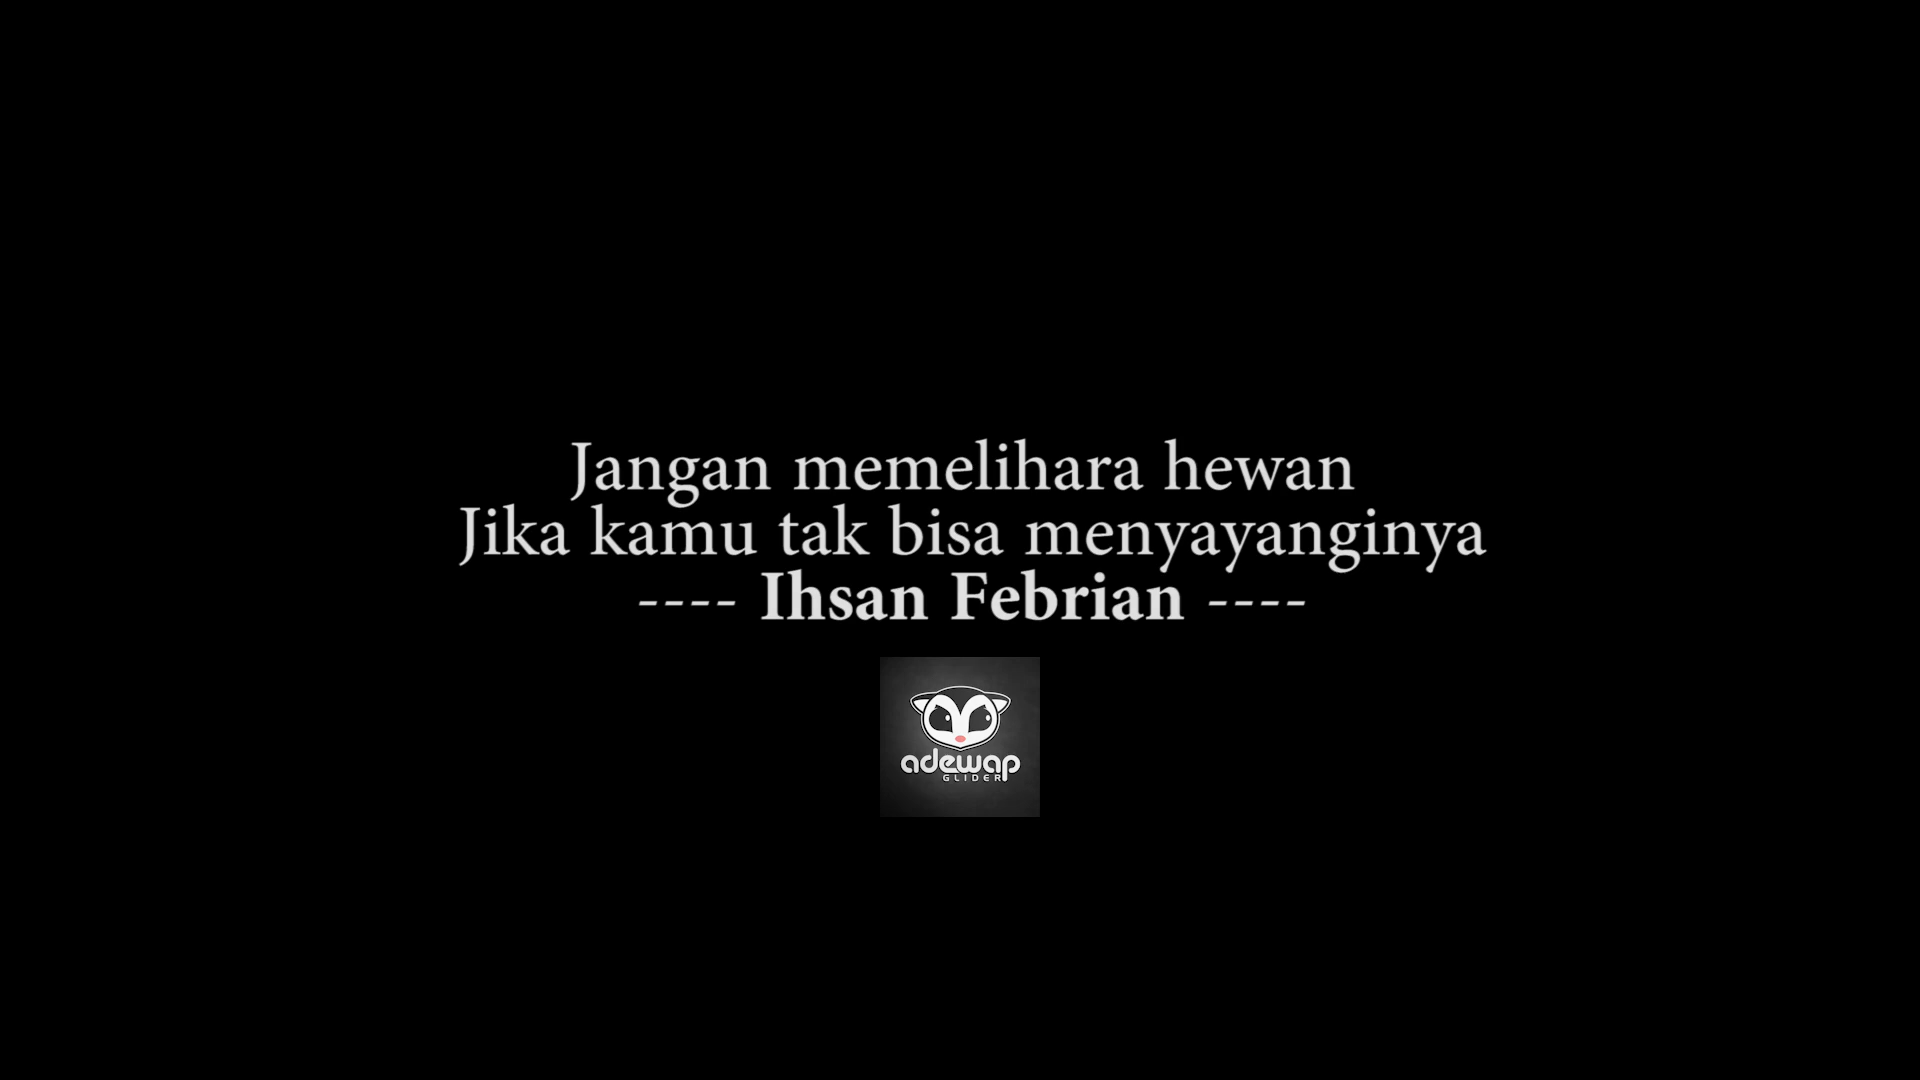 Jangan memelihara hewan
Jika kamu tak bisa menyayanginya
---- Ihsan Febrian ----
adewap
GLIDER